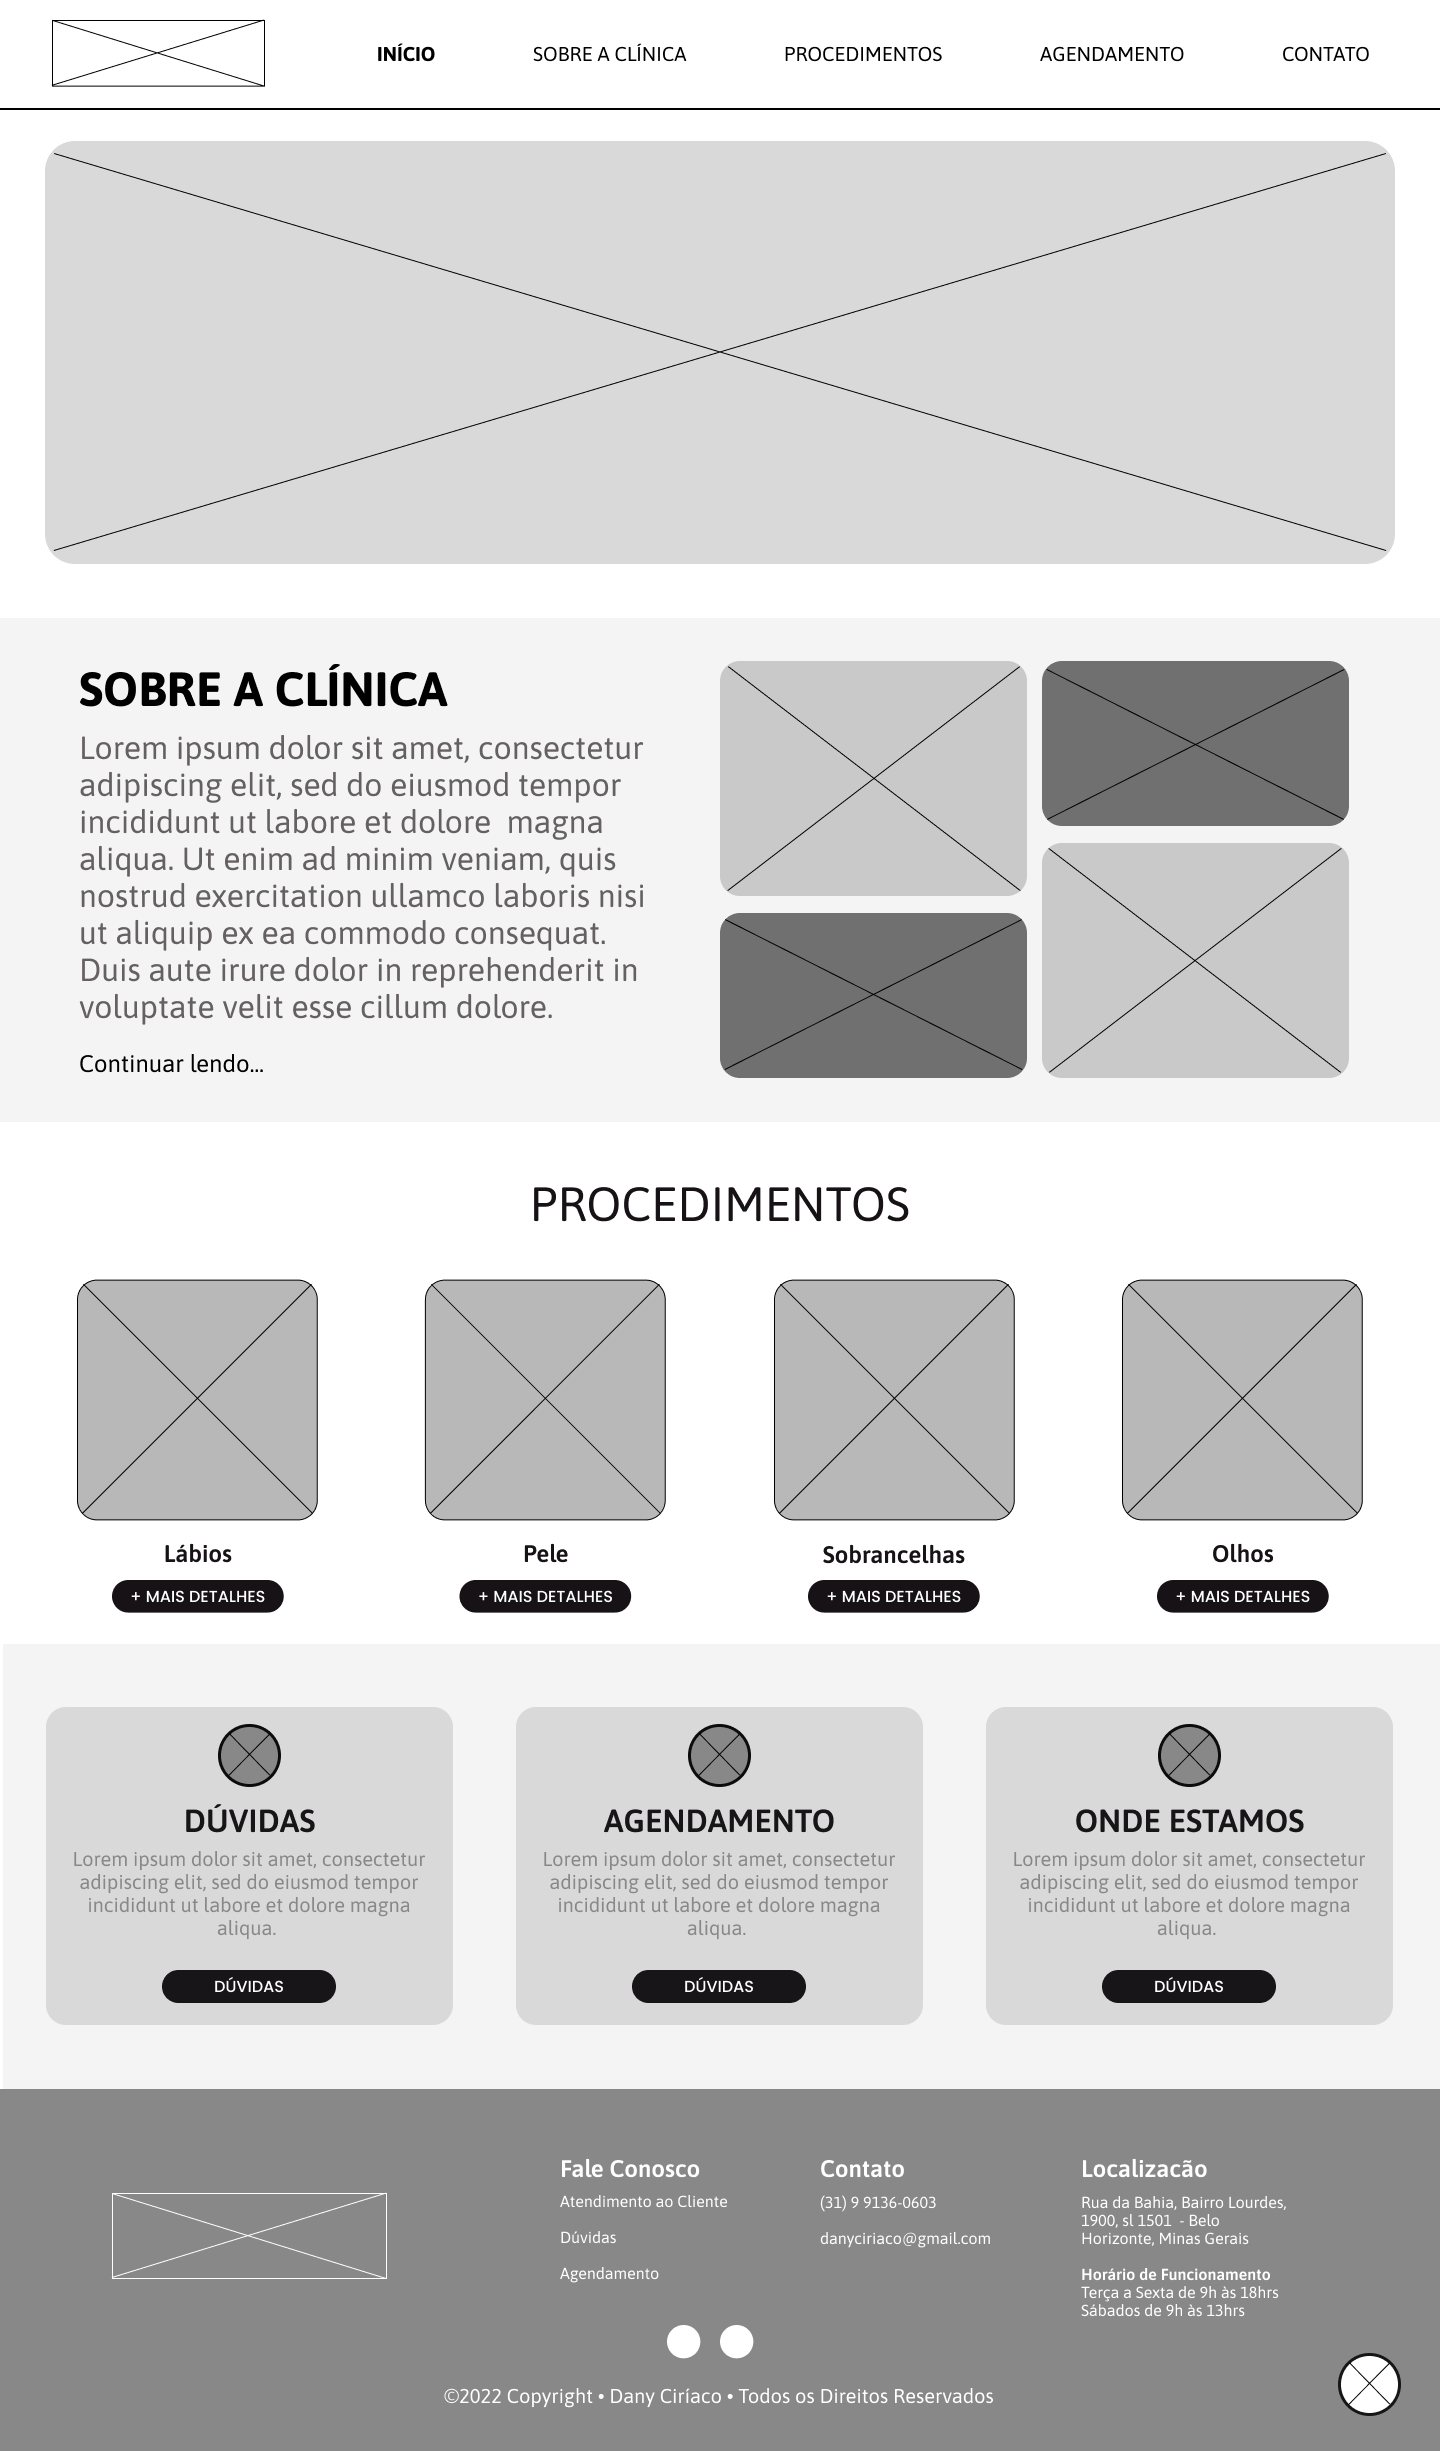 INÍCIO
SOBRE A CLÍNICA
PROCEDIMENTOS
AGENDAMENTO
CONTATO
SOBRE A CLÍNICA
Lorem ipsum dolor sit amet, consectetur
adipiscing elit, sed do eiusmod tempor
incididunt ut labore et dolore  magna
aliqua. Ut enim ad minim veniam, quis
nostrud exercitation ullamco laboris nisi
ut aliquip ex ea commodo consequat.
Duis aute irure dolor in reprehenderit in
voluptate velit esse cillum dolore.
Continuar lendo...
PROCEDIMENTOS
Lábios
+ MAIS DETALHES
Pele
+ MAIS DETALHES
Sobrancelhas
+ MAIS DETALHES
Olhos
+ MAIS DETALHES
DÚVIDAS
Lorem ipsum dolor sit amet, consectetur
adipiscing elit, sed do eiusmod tempor
incididunt ut labore et dolore magna
aliqua.
DÚVIDAS
AGENDAMENTO
Lorem ipsum dolor sit amet, consectetur
adipiscing elit, sed do eiusmod tempor
incididunt ut labore et dolore magna
aliqua.
DÚVIDAS
ONDE ESTAMOS
Lorem ipsum dolor sit amet, consectetur
adipiscing elit, sed do eiusmod tempor
incididunt ut labore et dolore magna
aliqua.
DÚVIDAS
Fale Conosco
Atendimento ao Cliente
Dúvidas
Agendamento
Contato
(31) 9 9136-0603
danyciriaco@gmail.com
Localizacão
Rua da Bahia, Bairro Lourdes,
1900, sl 1501  - Belo
Horizonte, Minas Gerais
Horário de Funcionamento
Terça a Sexta de 9h às 18hrs
Sábados de 9h às 13hrs
©2022 Copyright • Dany Ciríaco • Todos os Direitos Reservados